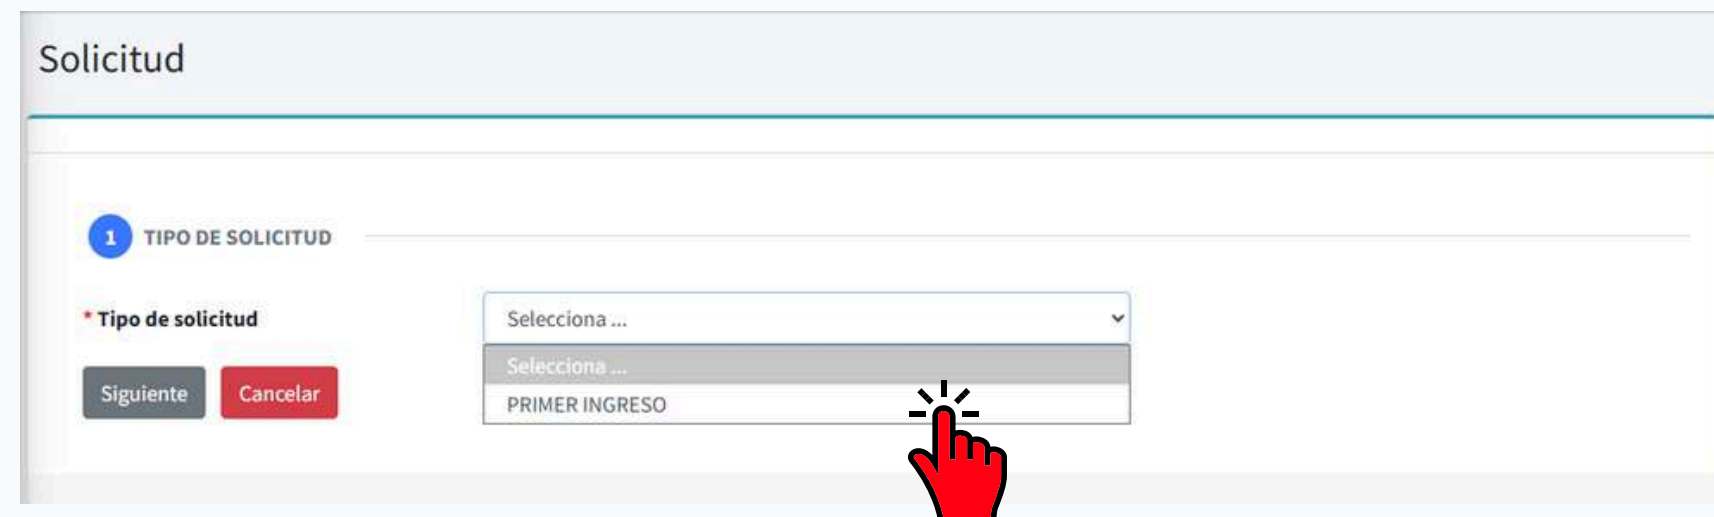 Solicitud
1 TIPO DE SOLICITUD
* Tipo de solicitud
Selecciona ...
Selecciona ...
PRIMER INGRESO
Siguiente
Cancelar